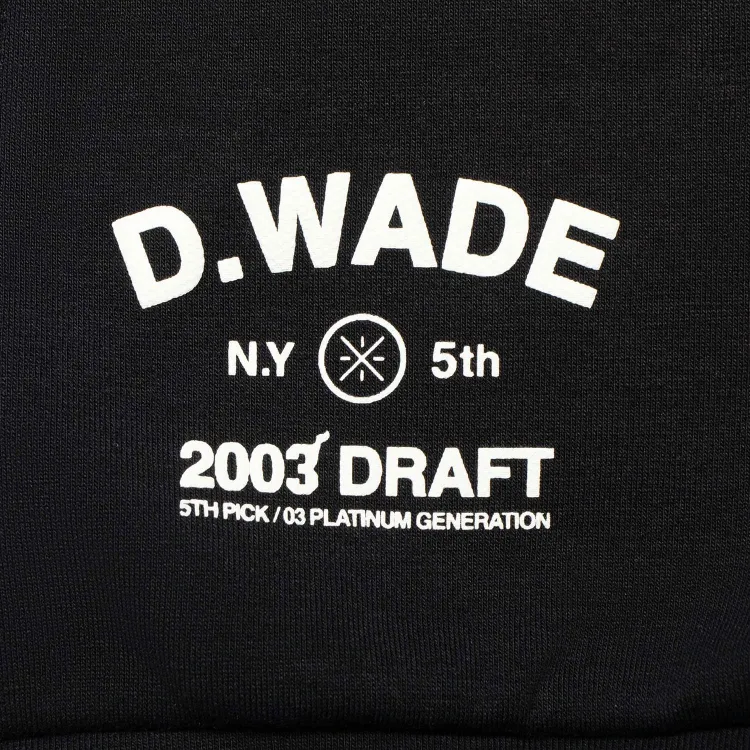 D.WADE
N.Y 5th
2003 DRAFT
5TH PICK / 03 PLATINUM GENERATION